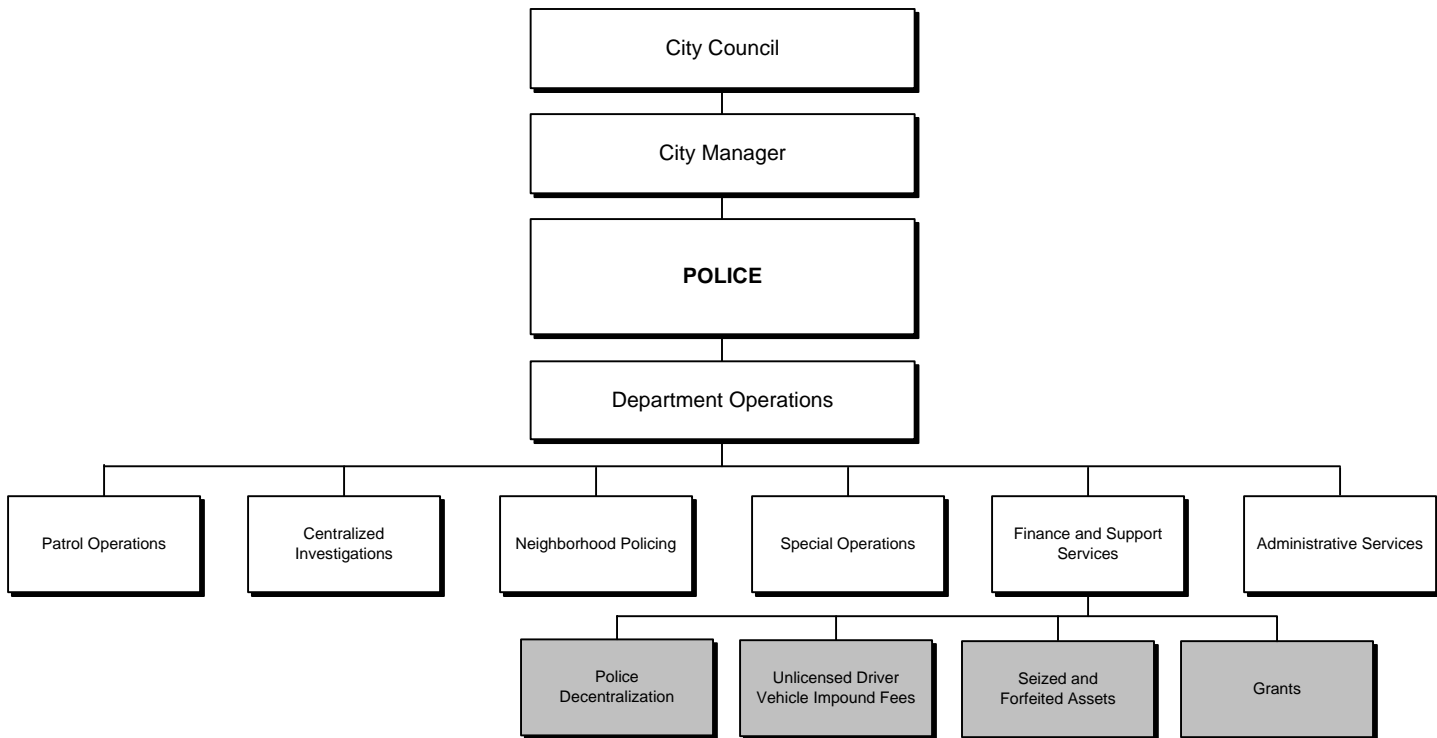 City Council
City Manager
POLICE
Department Operations
Patrol Operations
Centralized
Investigations
Neighborhood Policing
Special Operations
Finance and Support
Services
Administrative Services
Police
Decentralization
Unlicensed Driver
Vehicle Impound Fees
Seized and
Forfeited Assets
Grants